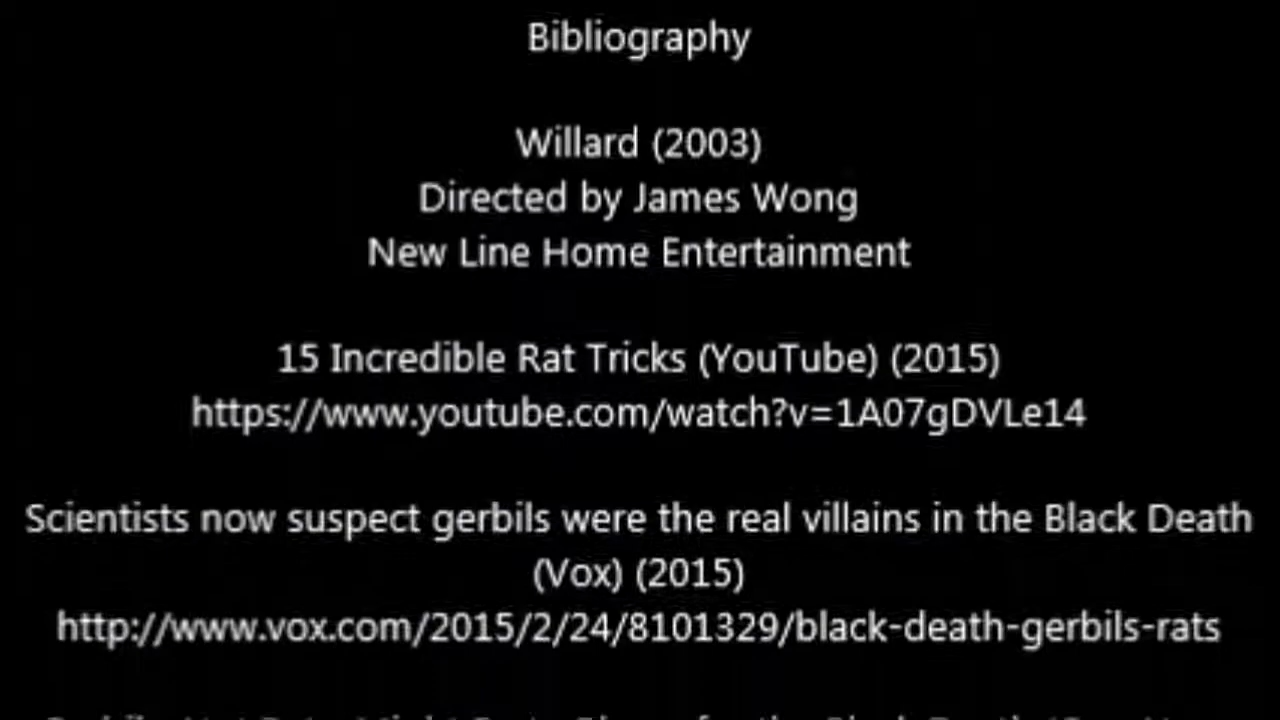 Bibliography
Willard (2003)
Directed by James Wong
New Line Home Entertainment
15 Incredible Rat Tricks (YouTube) (2015)
https://www.youtube.com/watch?v=1A07gDVLe14
Scientists now suspect gerbils were the real villains in the Black Death
(Vox) (2015)
http://www.vox.com/2015/2/24/8101329/black-death-gerbils-rats